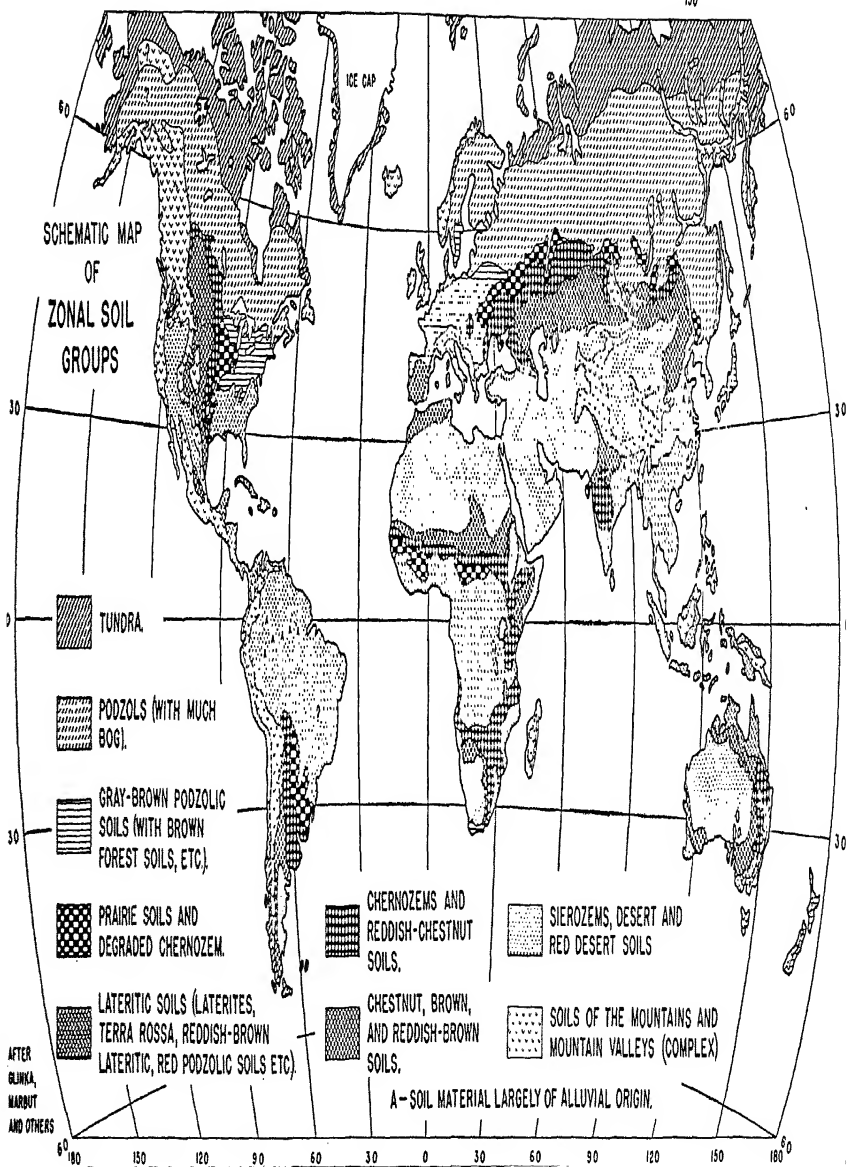 150
60
60
ICE CAP
SCHEMATIC MAP
OF
ZONAL SOIL
GROUPS
30
30
0
TUNDRA.
PODZOLS (WITH MUCH
BOG).
GRAY-BROWN PODZOLIC
SOILS (WITH BROWN
FOREST SOILS, ETC.).
30
30
PRAIRIE SOILS AND
DEGRADED CHERNOZEM.
LATERITIC SOILS (LATERITES,
TERRA ROSSA, REDDISH-BROWN
LATERITIC, RED PODZOLIC SOILS ETC).
CHERNOZEMS AND
REDDISH-CHESTNUT
SOILS.
CHESTNUT, BROWN,
AND REDDISH-BROWN
SOILS.
SIEROZEMS, DESERT AND
RED DESERT SOILS
SOILS OF THE MOUNTAINS AND
MOUNTAIN VALLEYS (COMPLEX)
A-SOIL MATERIAL LARGELY OF ALLUVIAL ORIGIN.
AFTER
GLINKA,
MARBUT
AND OTHERS
60
60
180 150 120 90 60 30 0 30 60 90 120 150 180